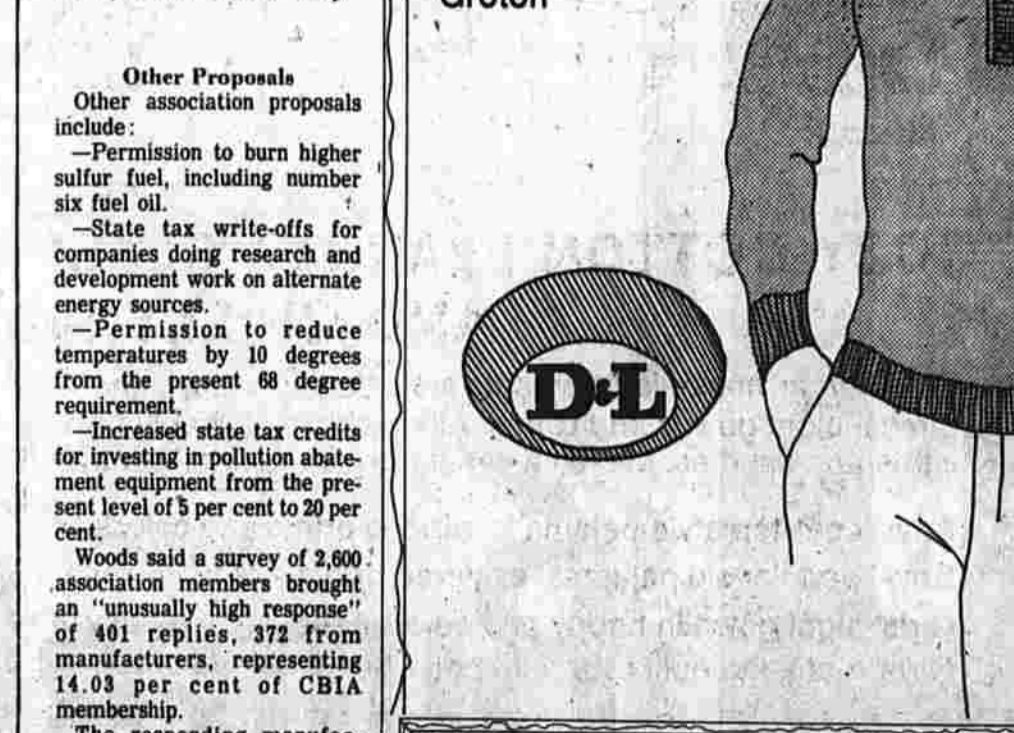 Other Proposals
Other association proposals
include:
—Permission to burn higher
sulfur fuel, including number
six fuel oil.
—State tax write-offs for
companies doing research and
development work on alternate
energy sources.
—Permission to reduce
temperatures by 10 degrees
from the present 68 degree
requirement.
—Increased state tax credits
for investing in pollution abate-
ment equipment from the pre-
sent level of 5 per cent to 20 per
cent.
Woods said a survey of 2,600
association members brought
an "unusually high response"
of 401 replies, 372 from
manufacturers, representing
14.03 per cent of CBIA
membership.
The responding manufac-
Groton
D&L